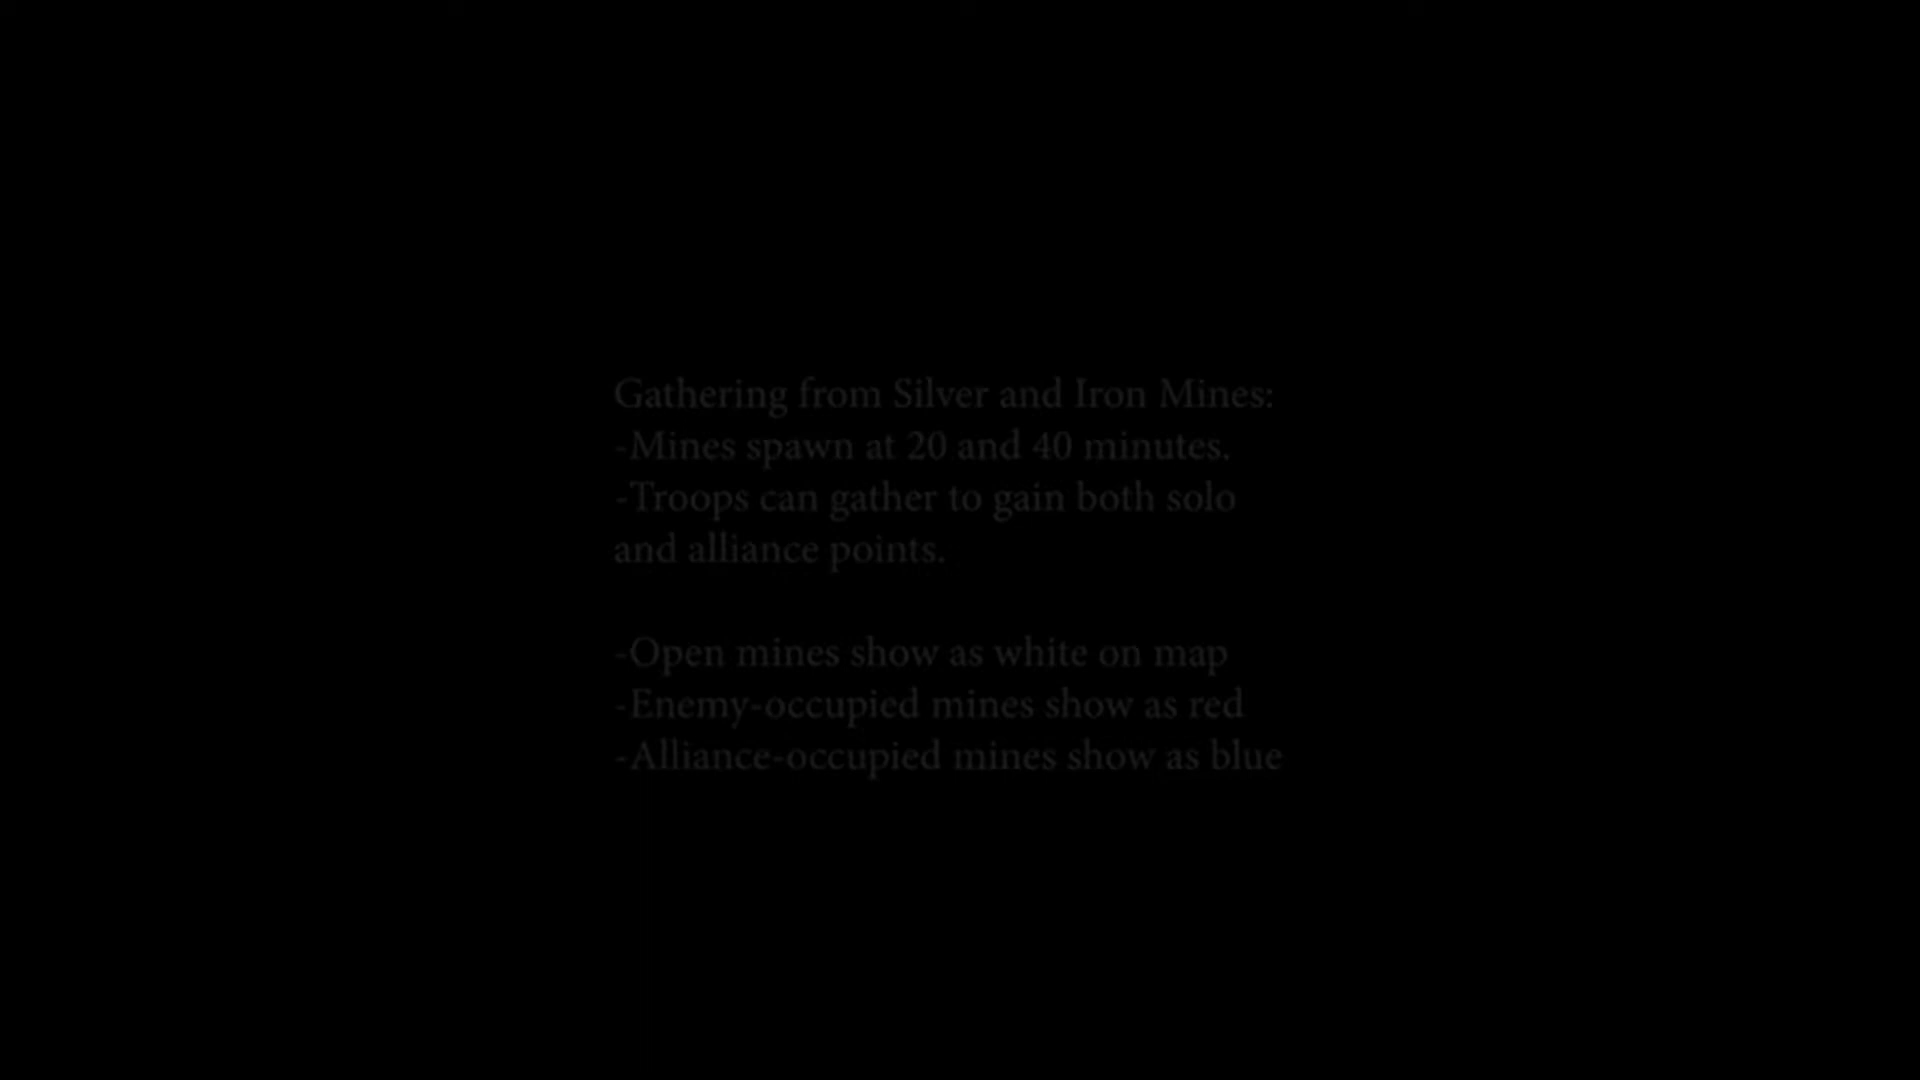 Gathering from Silver and Iron Mines:
-Mines spawn at 20 and 40 minutes.
-Troops can gather to gain both solo
and alliance points.
-Open mines show as white on map
-Enemy-occupied mines show as red
-Alliance-occupied mines show as blue